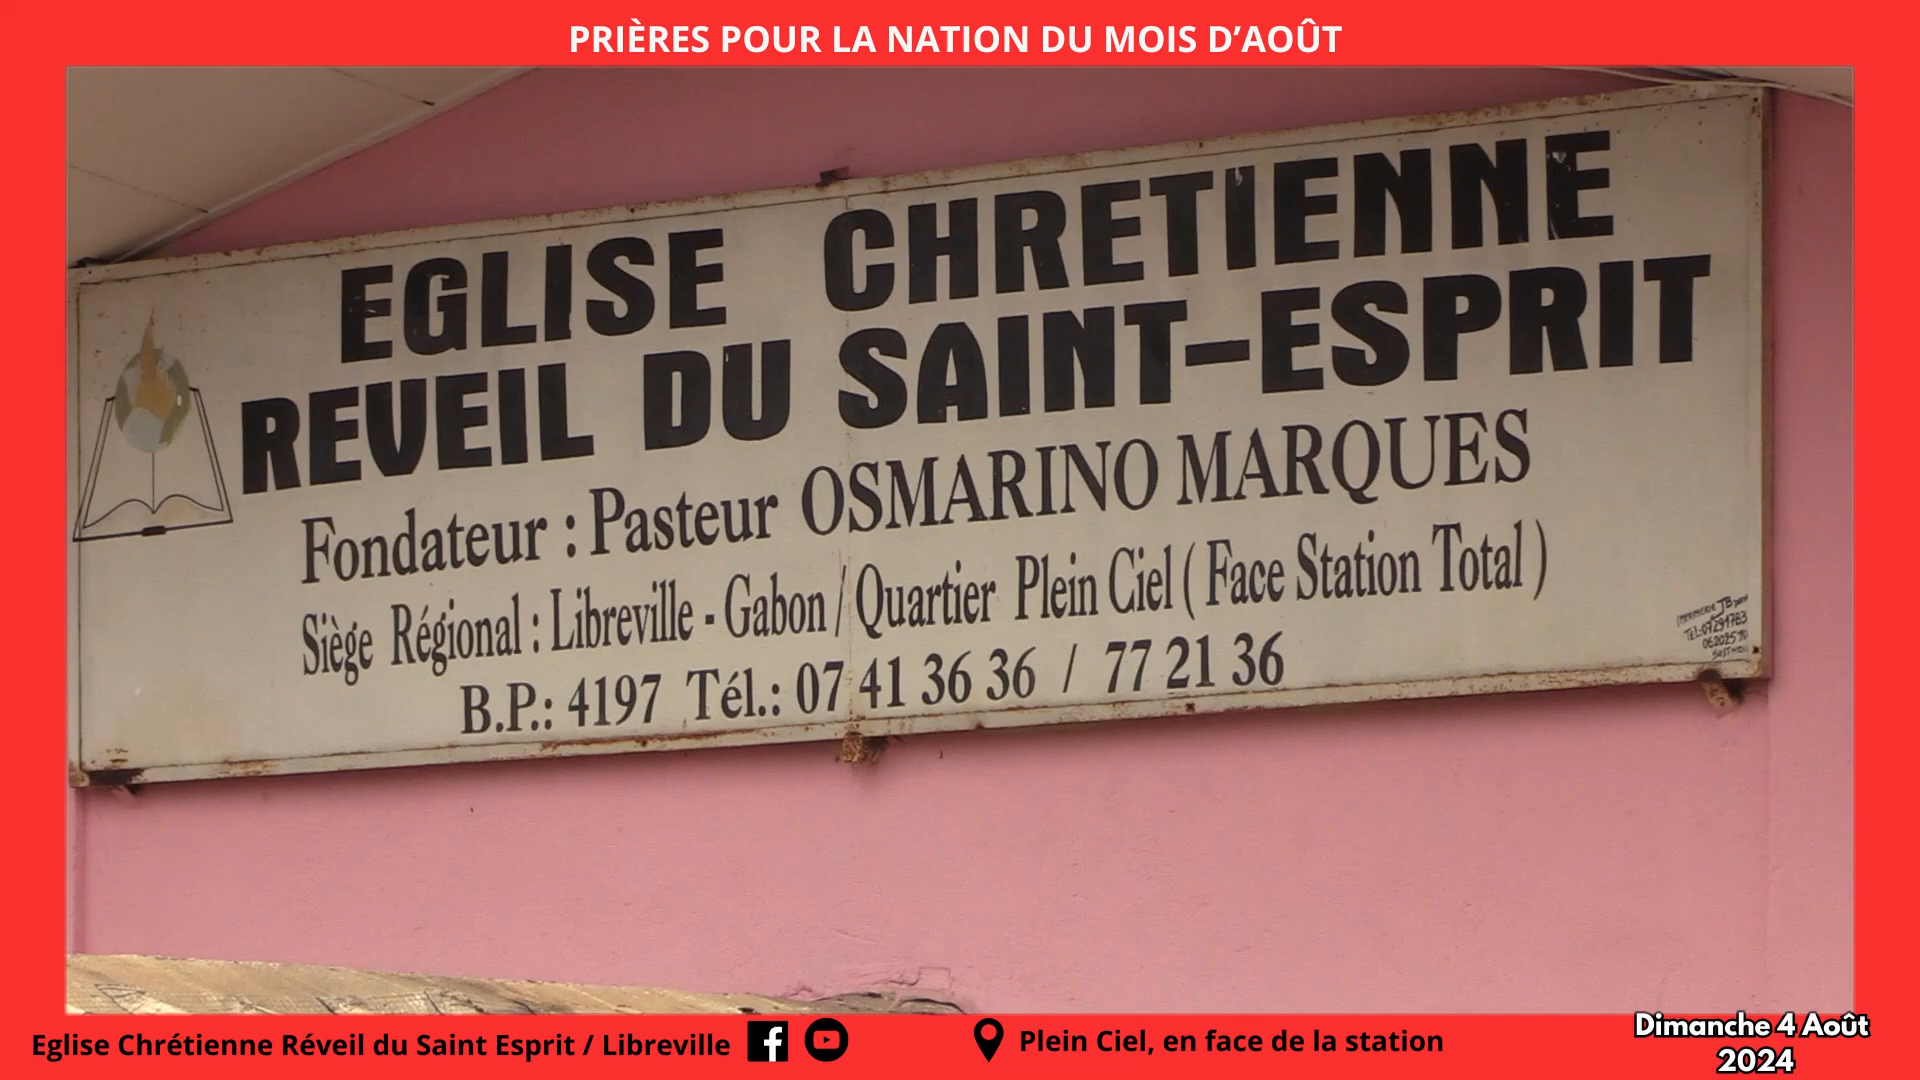 PRIÈRES POUR LA NATION DU MOIS D’AOÛT
EGLISE CHRETIENNE
REVEIL DU SAINT-ESPRIT
Fondateur : Pasteur OSMARINO MARQUES
Siège Régional : Libreville - Gabon / Quartier Plein Ciel ( Face Station Total )
B.P.: 4197 Tél.: 07 41 36 36 / 77 21 36
Eglise Chrétienne Réveil du Saint Esprit / Libreville
Plein Ciel, en face de la station
Dimanche 4 Août
2024